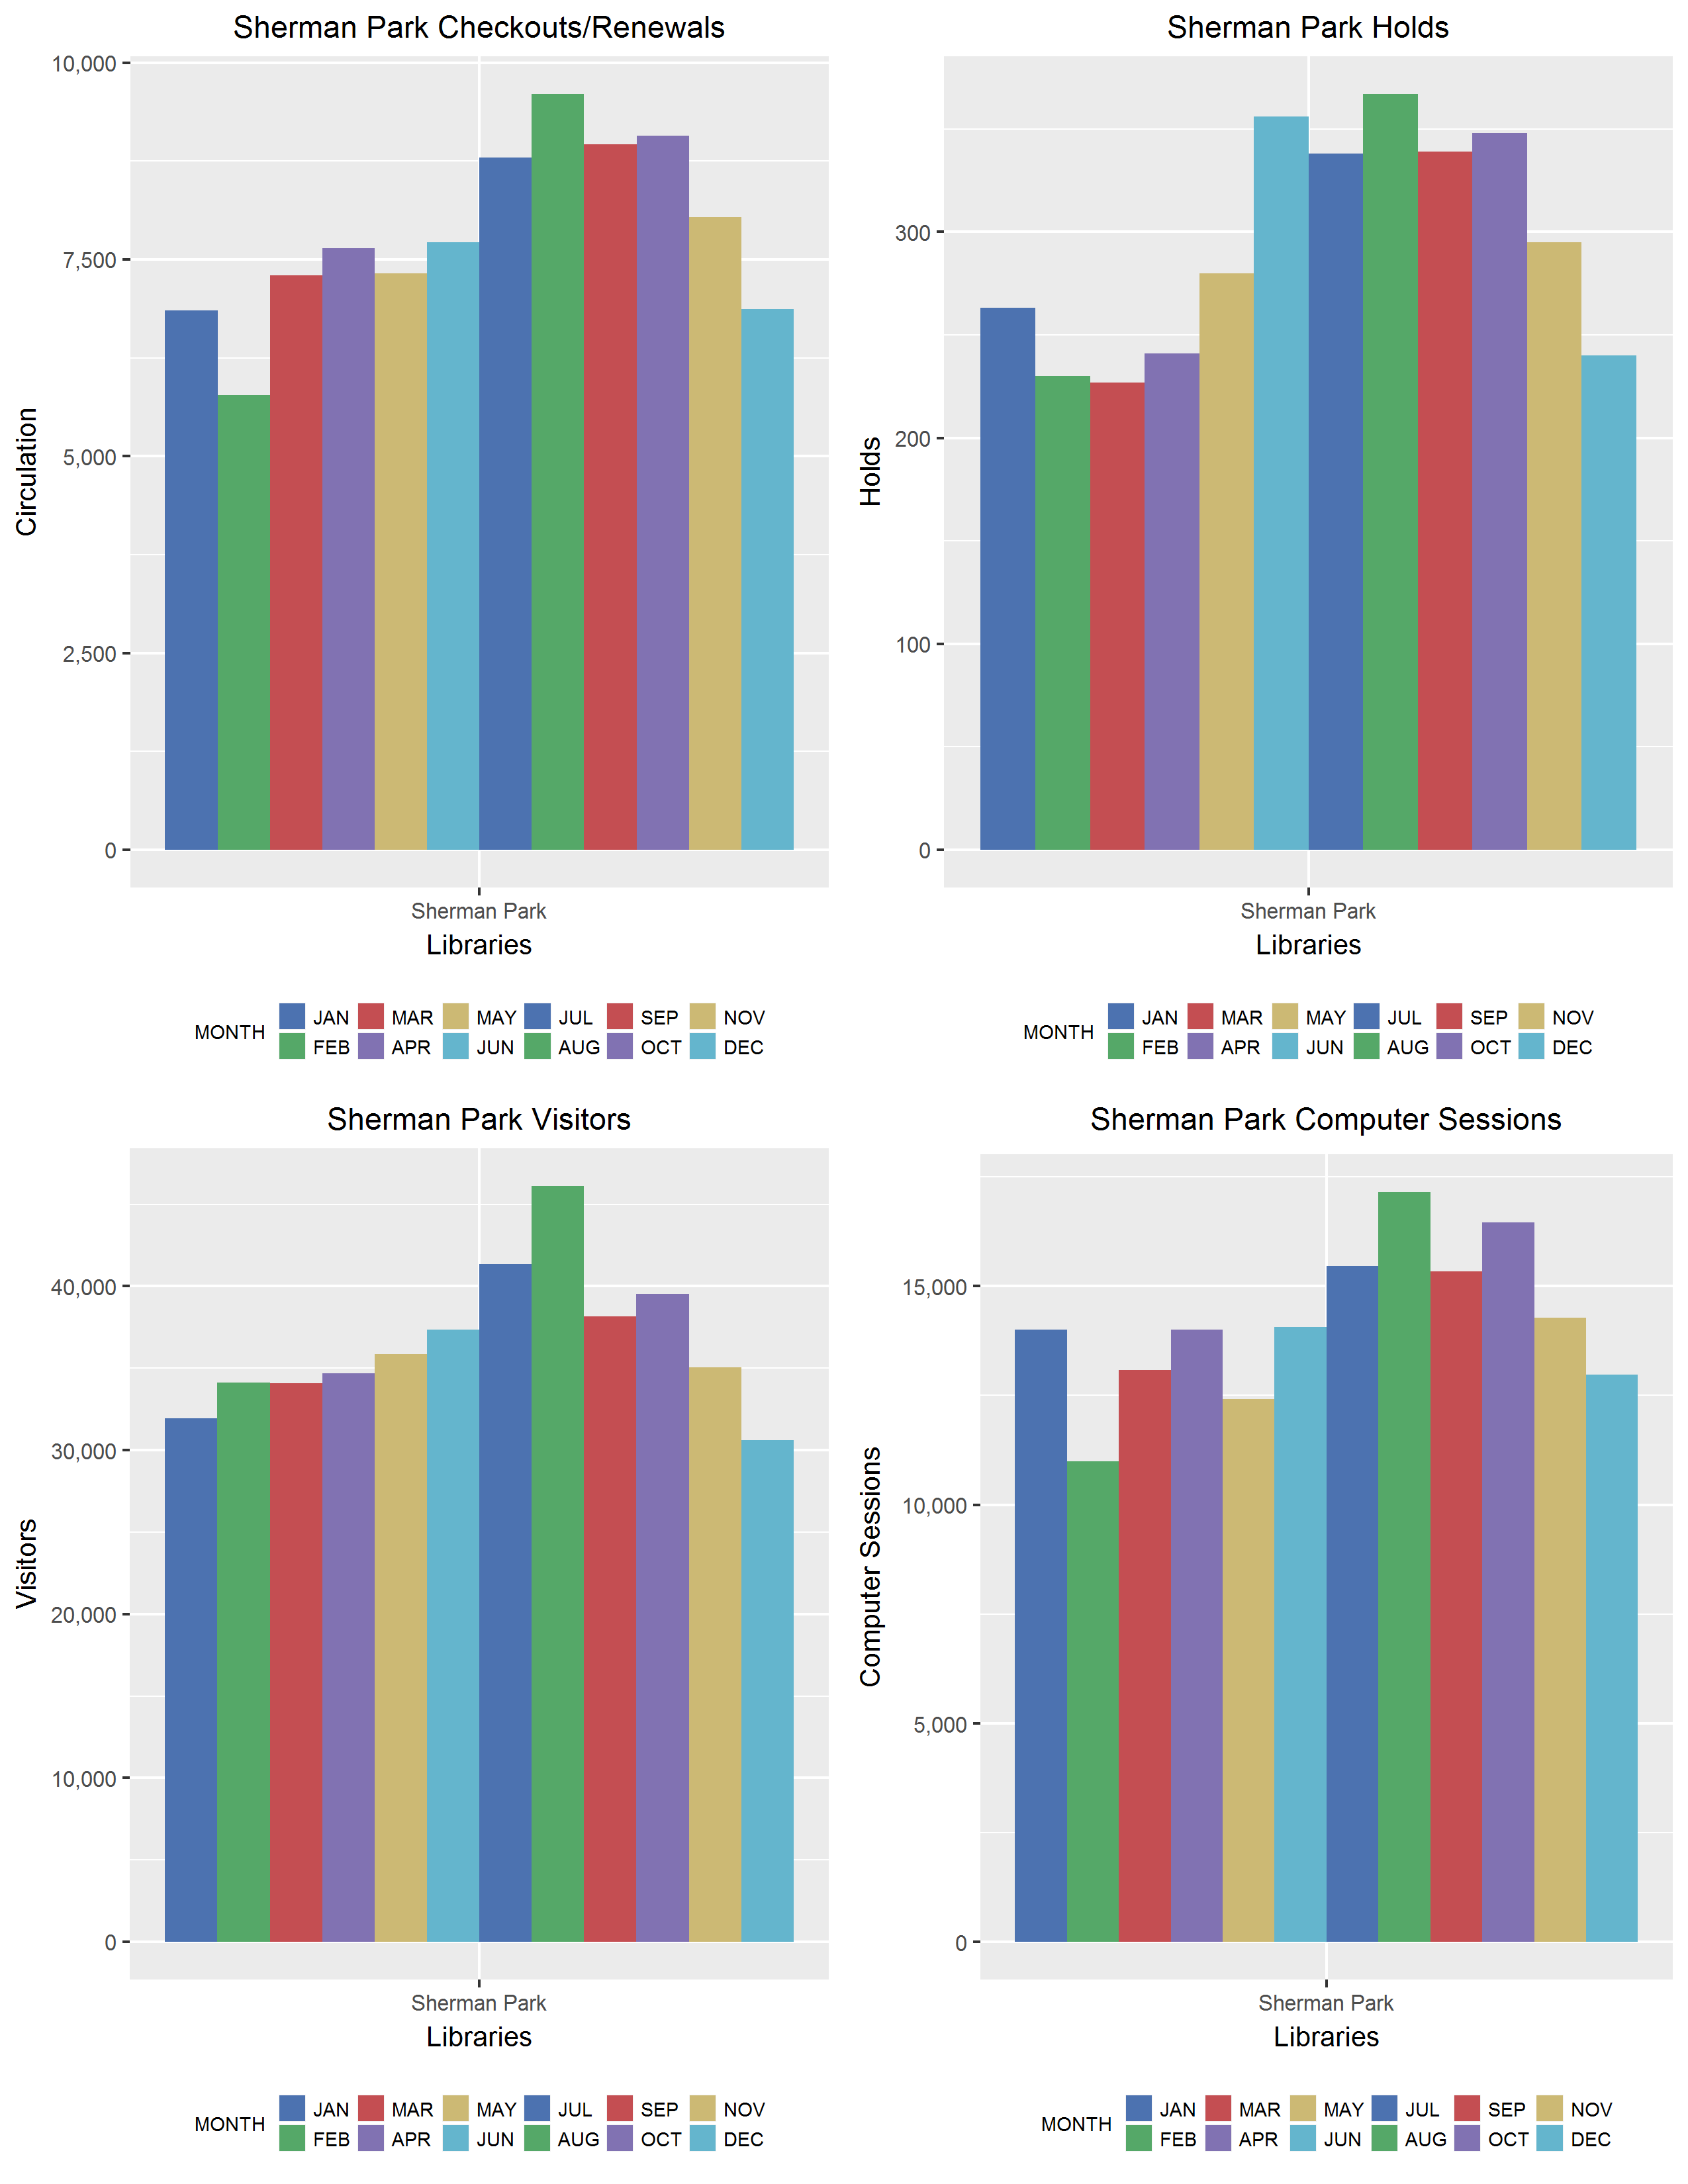 Sherman Park Checkouts/Renewals
10,000
7,500
5,000
2,500
0
Circulation
Sherman Park
Libraries
MONTH
JAN MAR MAY JUL SEP NOV
FEB APR JUN AUG OCT DEC
Sherman Park Holds
300
200
100
0
Holds
Sherman Park
Libraries
MONTH
JAN MAR MAY JUL SEP NOV
FEB APR JUN AUG OCT DEC
Sherman Park Visitors
40,000
30,000
20,000
10,000
0
Visitors
Sherman Park
Libraries
MONTH
JAN MAR MAY JUL SEP NOV
FEB APR JUN AUG OCT DEC
Sherman Park Computer Sessions
15,000
10,000
5,000
0
Computer Sessions
Sherman Park
Libraries
MONTH
JAN MAR MAY JUL SEP NOV
FEB APR JUN AUG OCT DEC